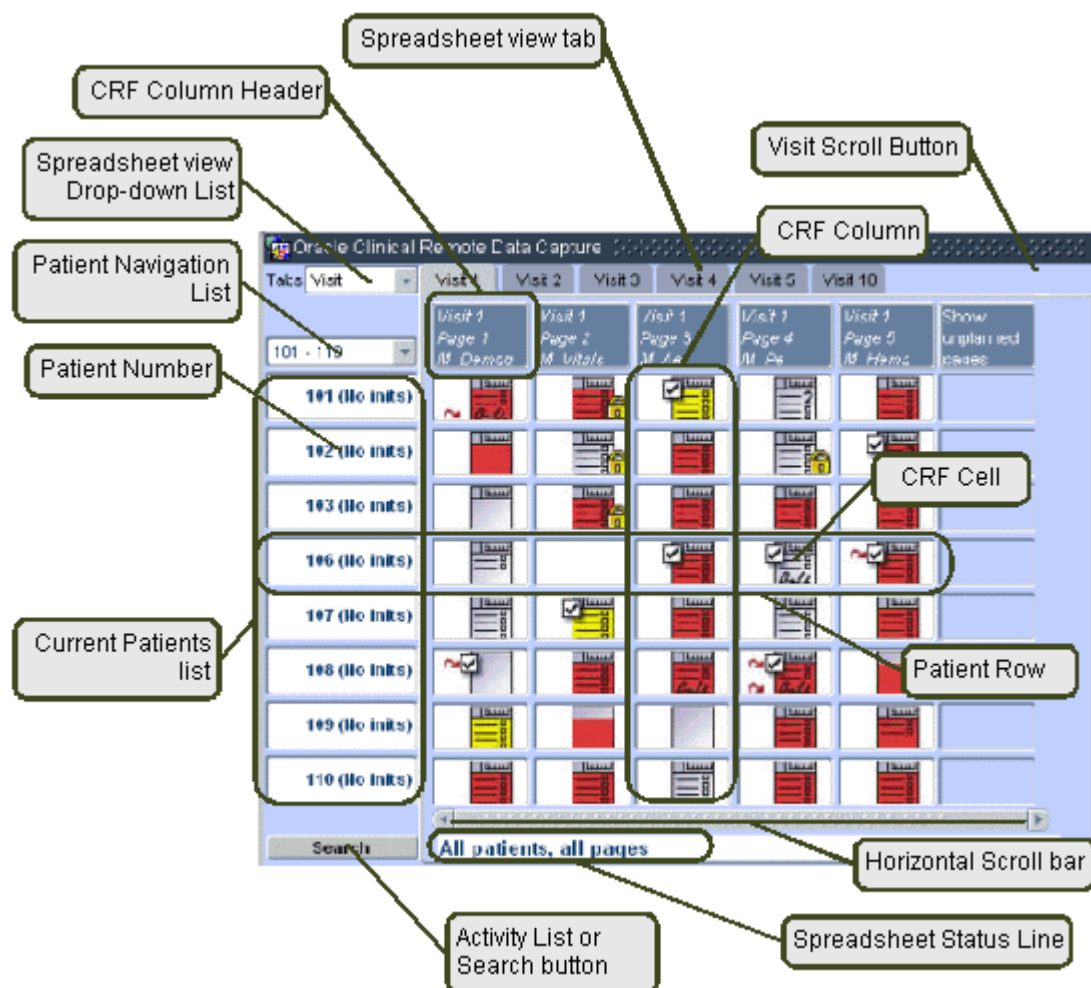 Spreadsheet view tab
CRF Column Header
Visit Scroll Button
Spreadsheet view
Drop-down List
CRF Column
Patient Navigation
List
Oracle Clinical Remote Data Capture
Tabs Visit
Visit 1
Visit 2
Visit 3
Visit 4
Visit 5
Visit 10
Visit 1
Page 1
M_Demog
Visit 1
Page 2
M_Vitals
Visit 1
Page 3
Visit 1
Page 4
M_Pe
Visit 1
Page 5
M_Hema
Show
unplanned
pages
101 - 119
Patient Number
101 (No inits)
102 (No inits)
CRF Cell
103 (No inits)
106 (No inits)
107 (No inits)
Current Patients
list
108 (No inits)
Patient Row
109 (No inits)
110 (No inits)
Search
All patients, all pages
Horizontal Scroll bar
Activity List or
Search button
Spreadsheet Status Line